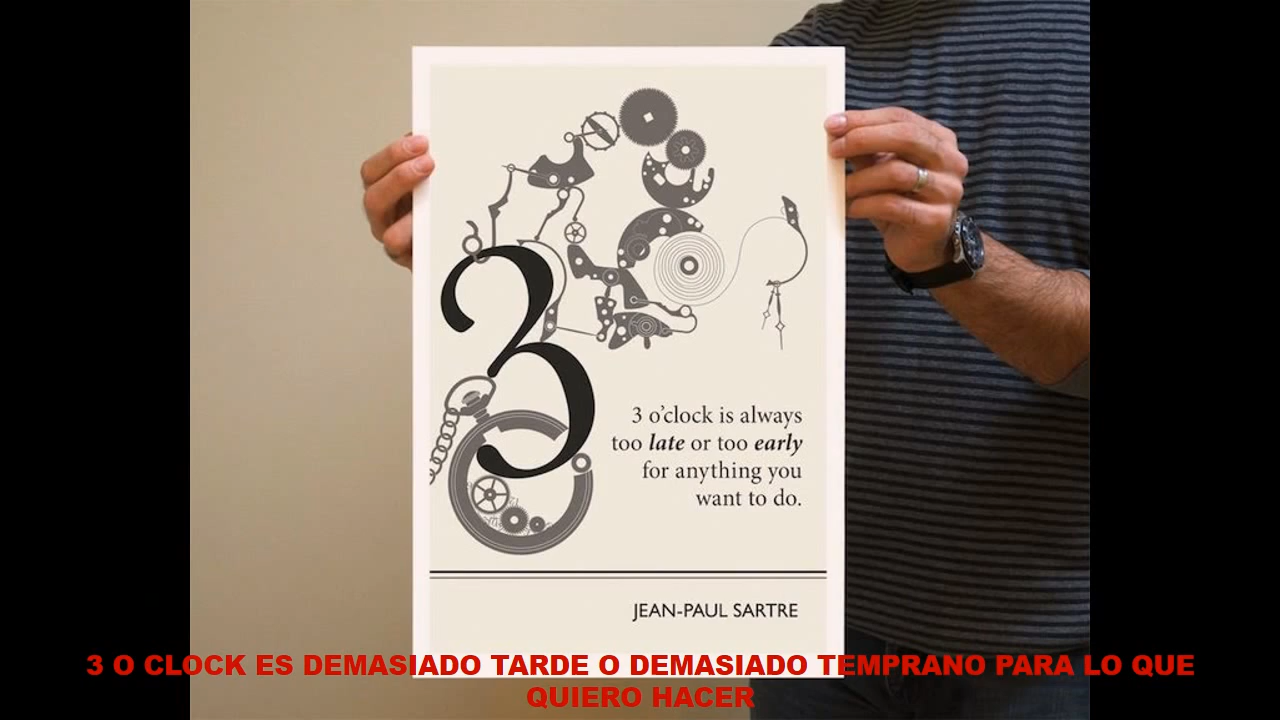 3
3 o'clock is always
too late or too early
for anything you
want to do.
JEAN-PAUL SARTRE
3 O CLOCK ES DEMASIADO TARDE O DEMASIADO TEMPRANO PARA LO QUE
QUIERO HACER